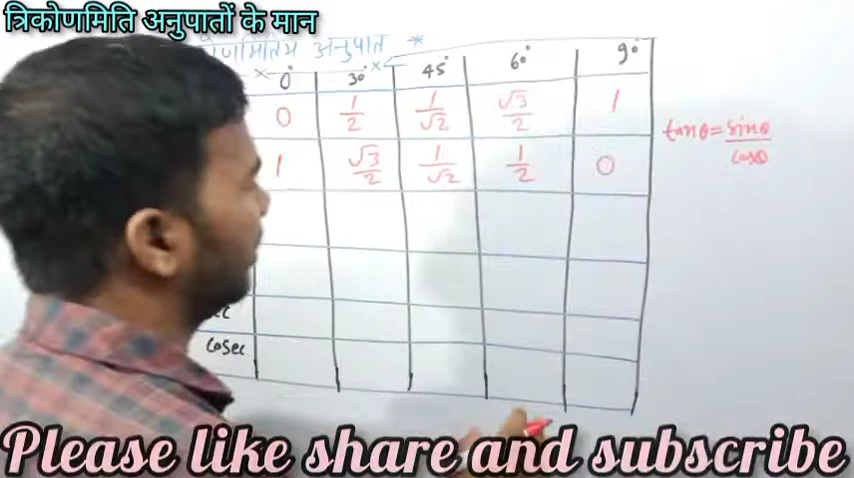 त्रिकोणमितिय अनुपातों के मान
अनुपात *
× 0° 30° × 45° 60° 90°
0 1/2 1/√2 √3/2 1
1 √3/2 1/√2 1/2 0
tanθ = sinθ/cosθ
cosec
Please like share and subscribe